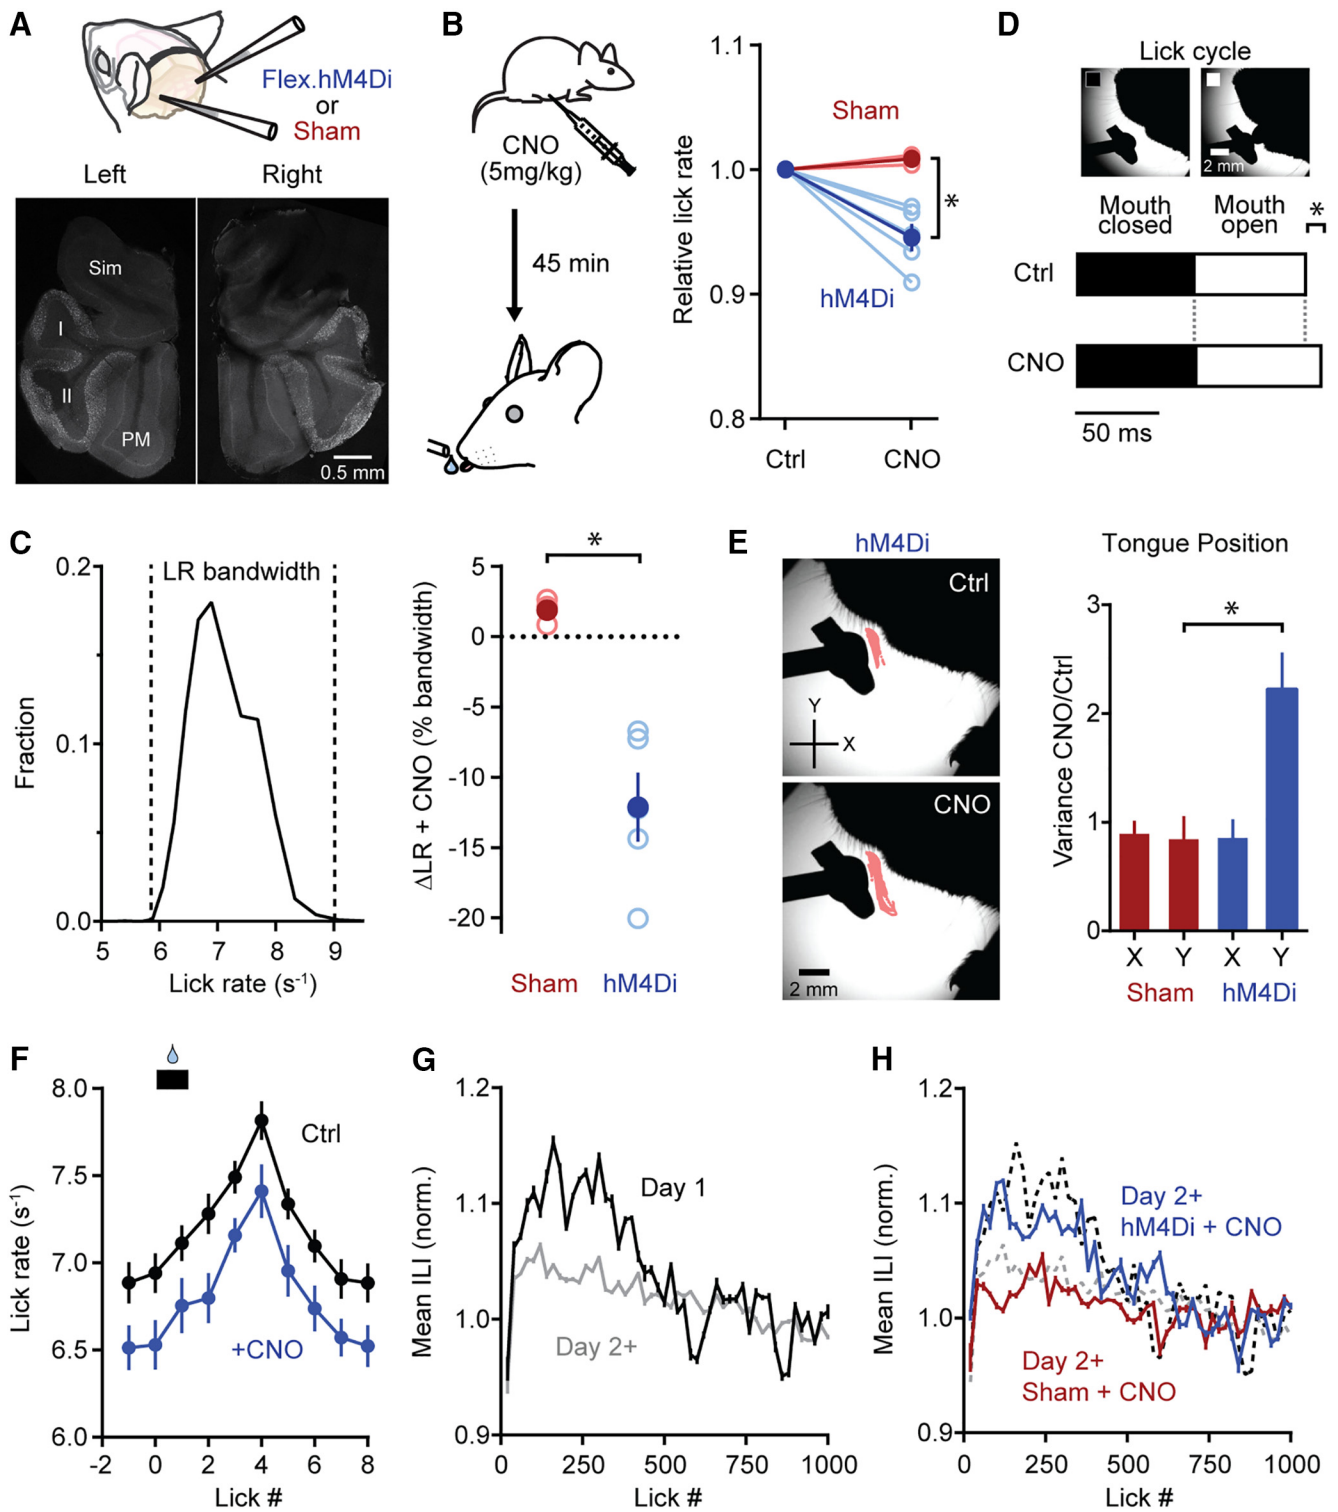 A
Flex.hM4Di
or
Sham
Left
Right
Sim
I
II
PM
0.5 mm
B
CNO
(5mg/kg)
45 min
Relative lick rate
1.1
1.0
0.9
0.8
Sham
hM4Di
*
Ctrl
CNO
D
Lick cycle
2 mm
Mouth
closed
Mouth
open
*
Ctrl
CNO
50 ms
C
Fraction
0.2
0.1
0.0
LR bandwidth
5
6
7
8
9
Lick rate (s-1)
ΔLR + CNO (% bandwidth)
5
0
-5
-10
-15
-20
*
Sham
hM4Di
E
hM4Di
Ctrl
Y
X
CNO
2 mm
Tongue Position
Variance CNO/Ctrl
3
2
1
0
*
X
Y
X
Y
Sham
hM4Di
F
Lick rate (s-1)
8.0
7.5
7.0
6.5
6.0
Ctrl
+CNO
-2
0
2
4
6
8
Lick #
G
Mean ILI (norm.)
1.2
1.1
1.0
0.9
Day 1
Day 2+
0
250
500
750
1000
Lick #
H
Mean ILI (norm.)
1.2
1.1
1.0
0.9
Day 2+
hM4Di + CNO
Day 2+
Sham + CNO
0
250
500
750
1000
Lick #